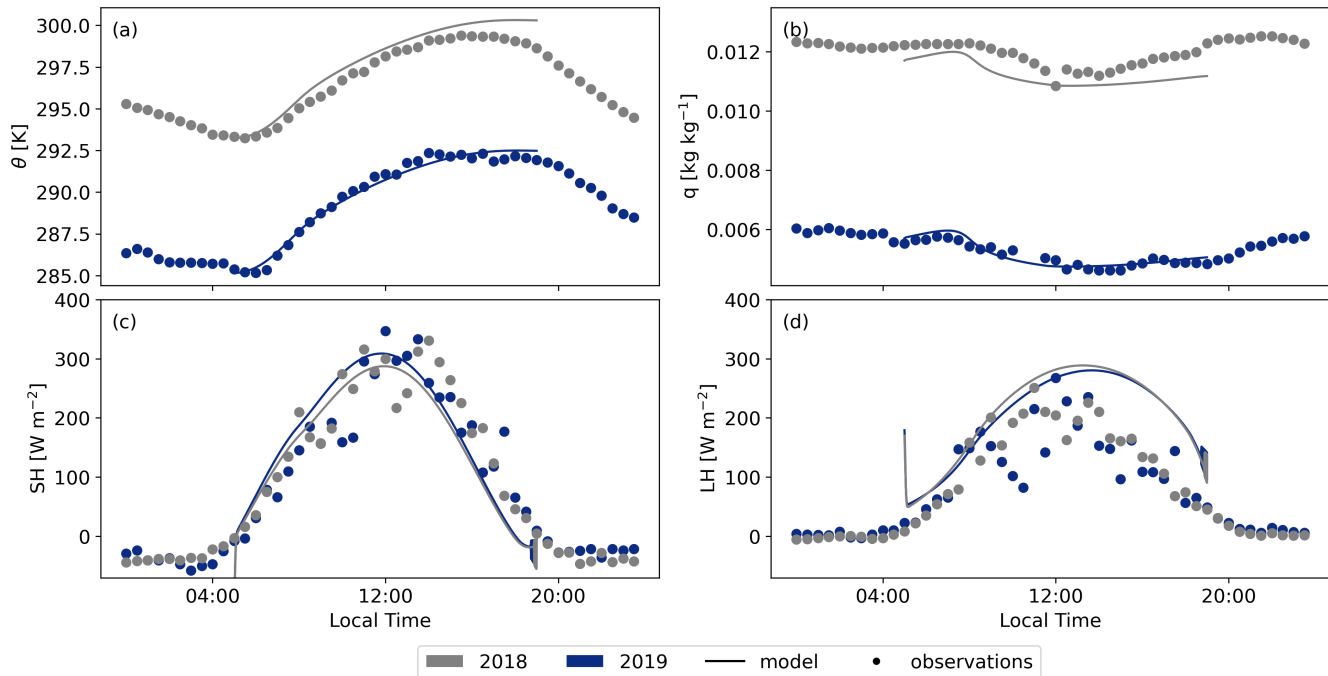 (a)
300.0
297.5
295.0
292.5
290.0
287.5
285.0
θ [K]
(b)
0.012
0.010
0.008
0.006
q [kg kg⁻¹]
(c)
400
300
200
100
0
SH [W m⁻²]
04:00 12:00 20:00
Local Time
(d)
400
300
200
100
0
LH [W m⁻²]
04:00 12:00 20:00
Local Time
2018 2019 model observations